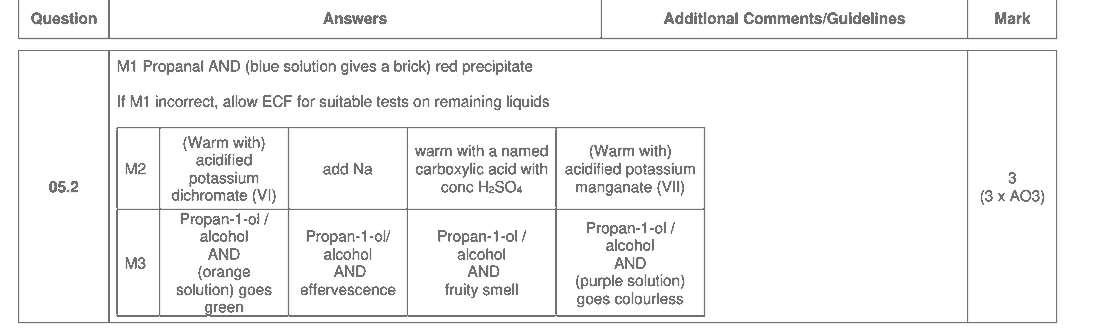 Question Answers Additional Comments/Guidelines Mark
M1 Propanal AND (blue solution gives a brick) red precipitate
If M1 incorrect, allow ECF for suitable tests on remaining liquids
05.2
M2
(Warm with)
acidified
potassium
dichromate (VI)
add Na
warm with a named
carboxylic acid with
conc H₂SO₄
(Warm with)
acidified potassium
manganate (VII)
M3
Propan-1-ol /
alcohol
AND
(orange
solution) goes
green
Propan-1-ol/
alcohol
AND
effervescence
Propan-1-ol /
alcohol
AND
fruity smell
Propan-1-ol /
alcohol
AND
(purple solution)
goes colourless
3
(3 x AO3)